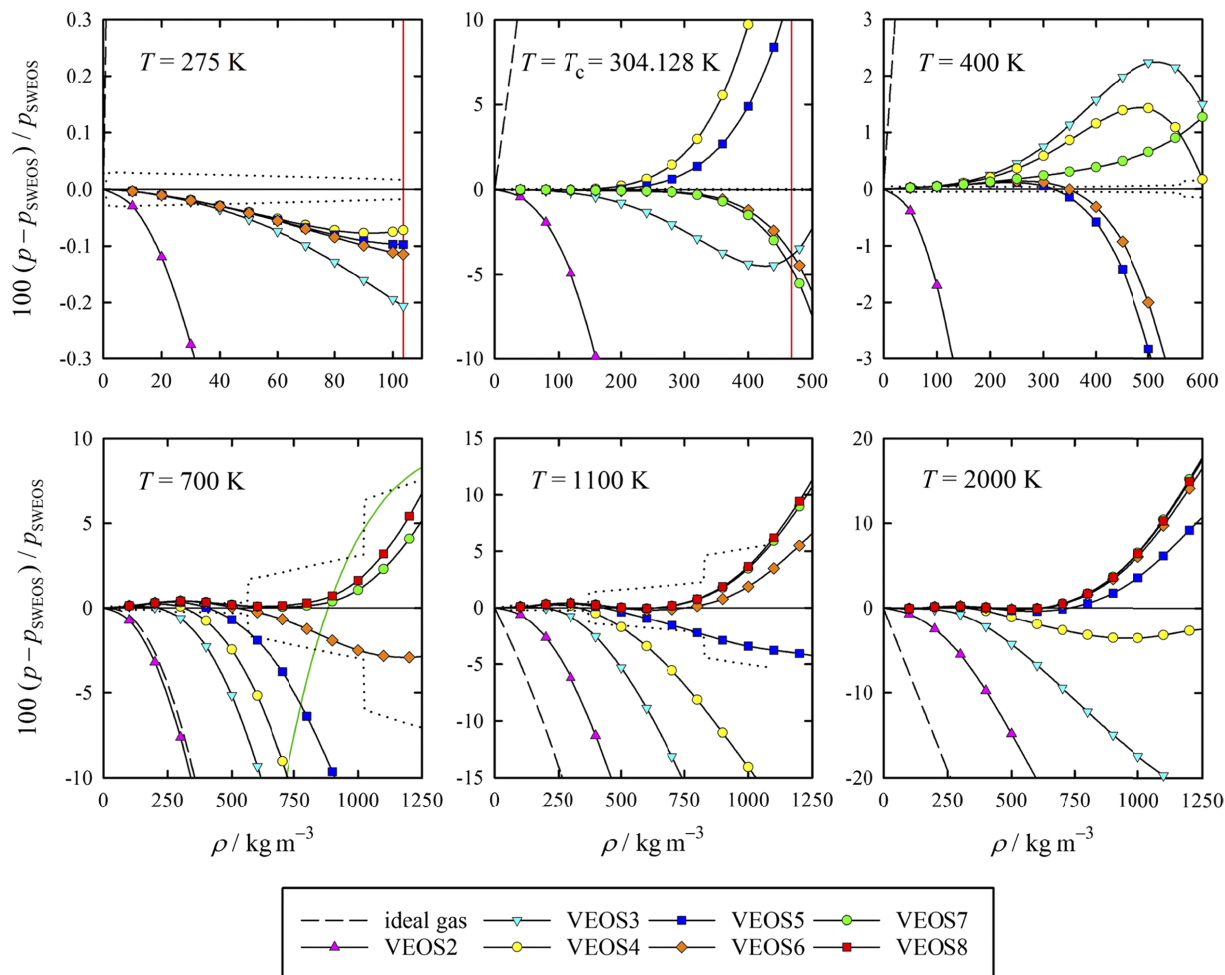 T = 275 K
T = Tc = 304.128 K
T = 400 K
100 (p – pSWEOS) / pSWEOS
0.3
0.2
0.1
0.0
-0.1
-0.2
-0.3
0 20 40 60 80 100
10
5
0
-5
-10
0 100 200 300 400 500
3
2
1
0
-1
-2
-3
0 100 200 300 400 500 600
T = 700 K
T = 1100 K
T = 2000 K
100 (p – pSWEOS) / pSWEOS
10
5
0
-5
-10
0 250 500 750 1000 1250
15
10
5
0
-5
-10
-15
0 250 500 750 1000 1250
20
10
0
-10
-20
0 250 500 750 1000 1250
ρ / kg m−3
ρ / kg m−3
ρ / kg m−3
ideal gas VEOS3 VEOS5 VEOS7
VEOS2 VEOS4 VEOS6 VEOS8